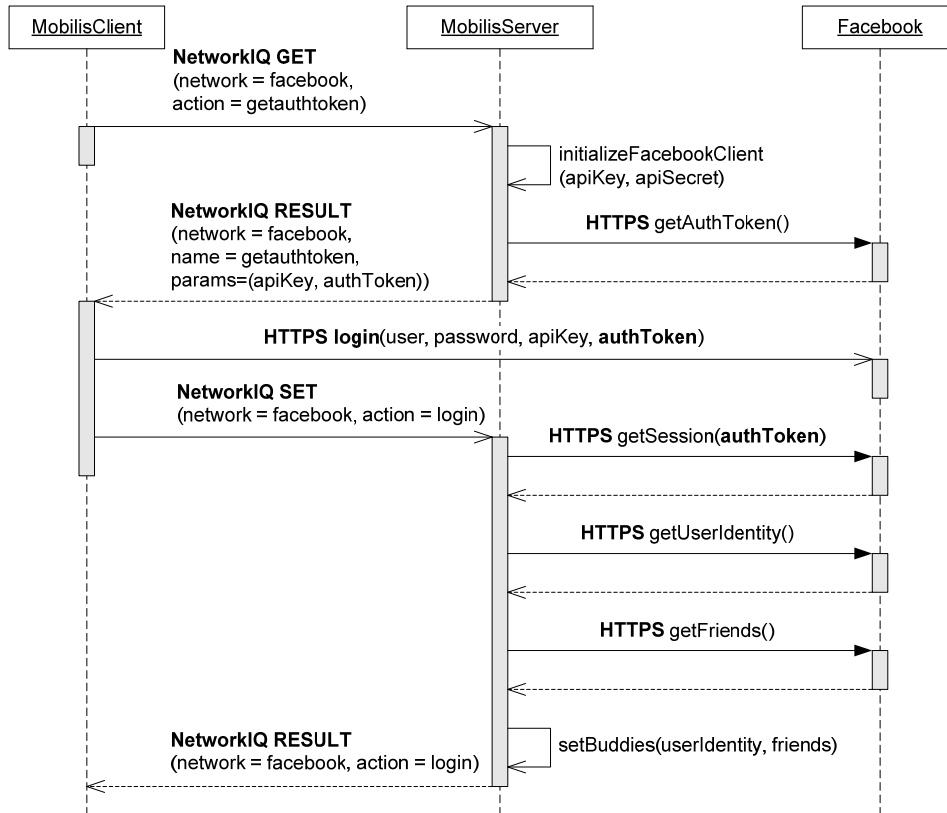 MobilisClient
MobilisServer
Facebook
NetworkIQ GET
(network = facebook,
action = getauthtoken)
initializeFacebookClient
(apiKey, apiSecret)
NetworkIQ RESULT
(network = facebook,
name = getauthtoken,
params=(apiKey, authToken))
HTTPS getAuthToken()
HTTPS login(user, password, apiKey, authToken)
NetworkIQ SET
(network = facebook, action = login)
HTTPS getSession(authToken)
HTTPS getUserIdentity()
HTTPS getFriends()
setBuddies(userIdentity, friends)
NetworkIQ RESULT
(network = facebook, action = login)